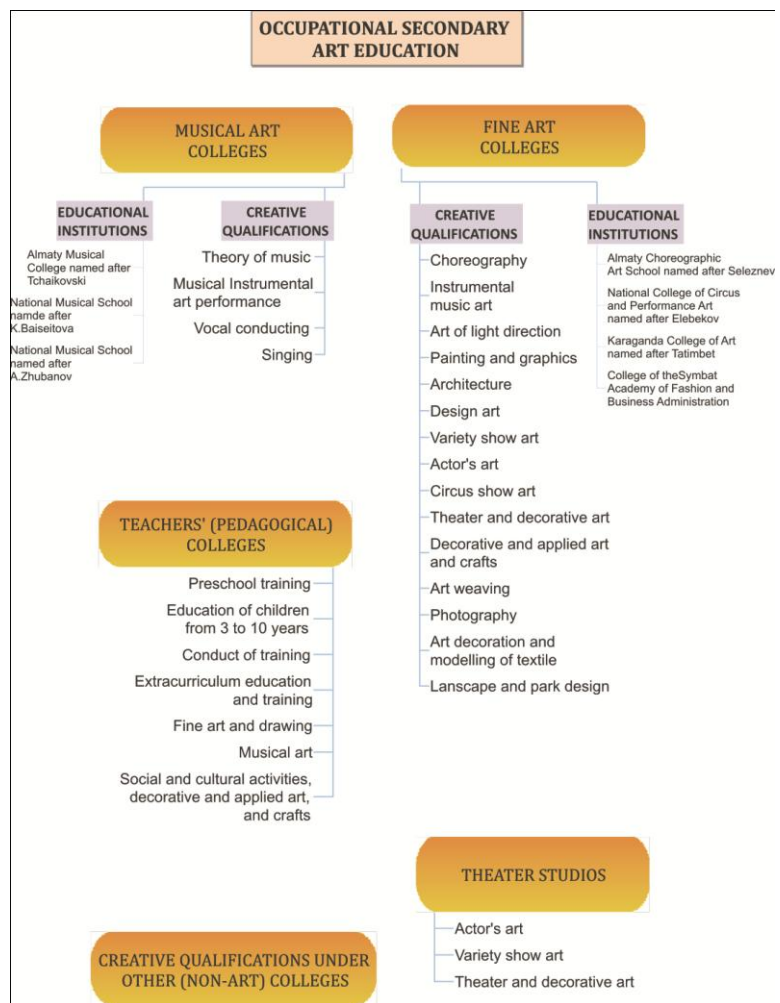 OCCUPATIONAL SECONDARY
ART EDUCATION
MUSICAL ART
COLLEGES
EDUCATIONAL
INSTITUTIONS
Almaty Musical
College named after
Tchaikovski
National Musical School
namde after
K.Baiseitova
National Musical School
named after
A.Zhubanov
CREATIVE
QUALIFICATIONS
Theory of music
Musical Instrumental
art performance
Vocal conducting
Singing
FINE ART
COLLEGES
CREATIVE
QUALIFICATIONS
Choreography
Instrumental
music art
Art of light direction
Painting and graphics
Architecture
Design art
Variety show art
Actor's art
Circus show art
Theater and decorative art
Decorative and applied art
and crafts
Art weaving
Photography
Art decoration and
modelling of textile
Lanscape and park design
EDUCATIONAL
INSTITUTIONS
Almaty Choreographic
Art School named after Seleznev
National College of Circus
and Performance Art
named after Elebekov
Karaganda College of Art
named after Tatimbet
College of theSymbat
Academy of Fashion and
Business Administration
TEACHERS' (PEDAGOGICAL)
COLLEGES
Preschool training
Education of children
from 3 to 10 years
Conduct of training
Extracurriculum education
and training
Fine art and drawing
Musical art
Social and cultural activities,
decorative and applied art,
and crafts
THEATER STUDIOS
Actor's art
Variety show art
Theater and decorative art
CREATIVE QUALIFICATIONS UNDER
OTHER (NON-ART) COLLEGES